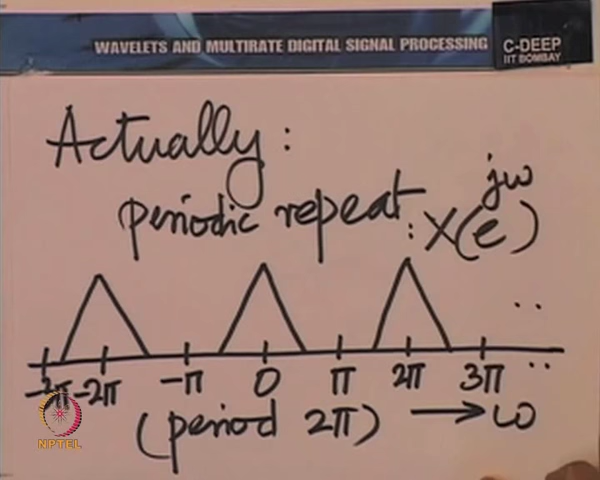 WAVELETS AND MULTIRATE DIGITAL SIGNAL PROCESSING
C-DEEP
IIT BOMBAY
Actually:
periodic repeat: X(e^jω)
-3π -2π -π 0 π 2π 3π ..
(period 2π) → ω
NPTEL